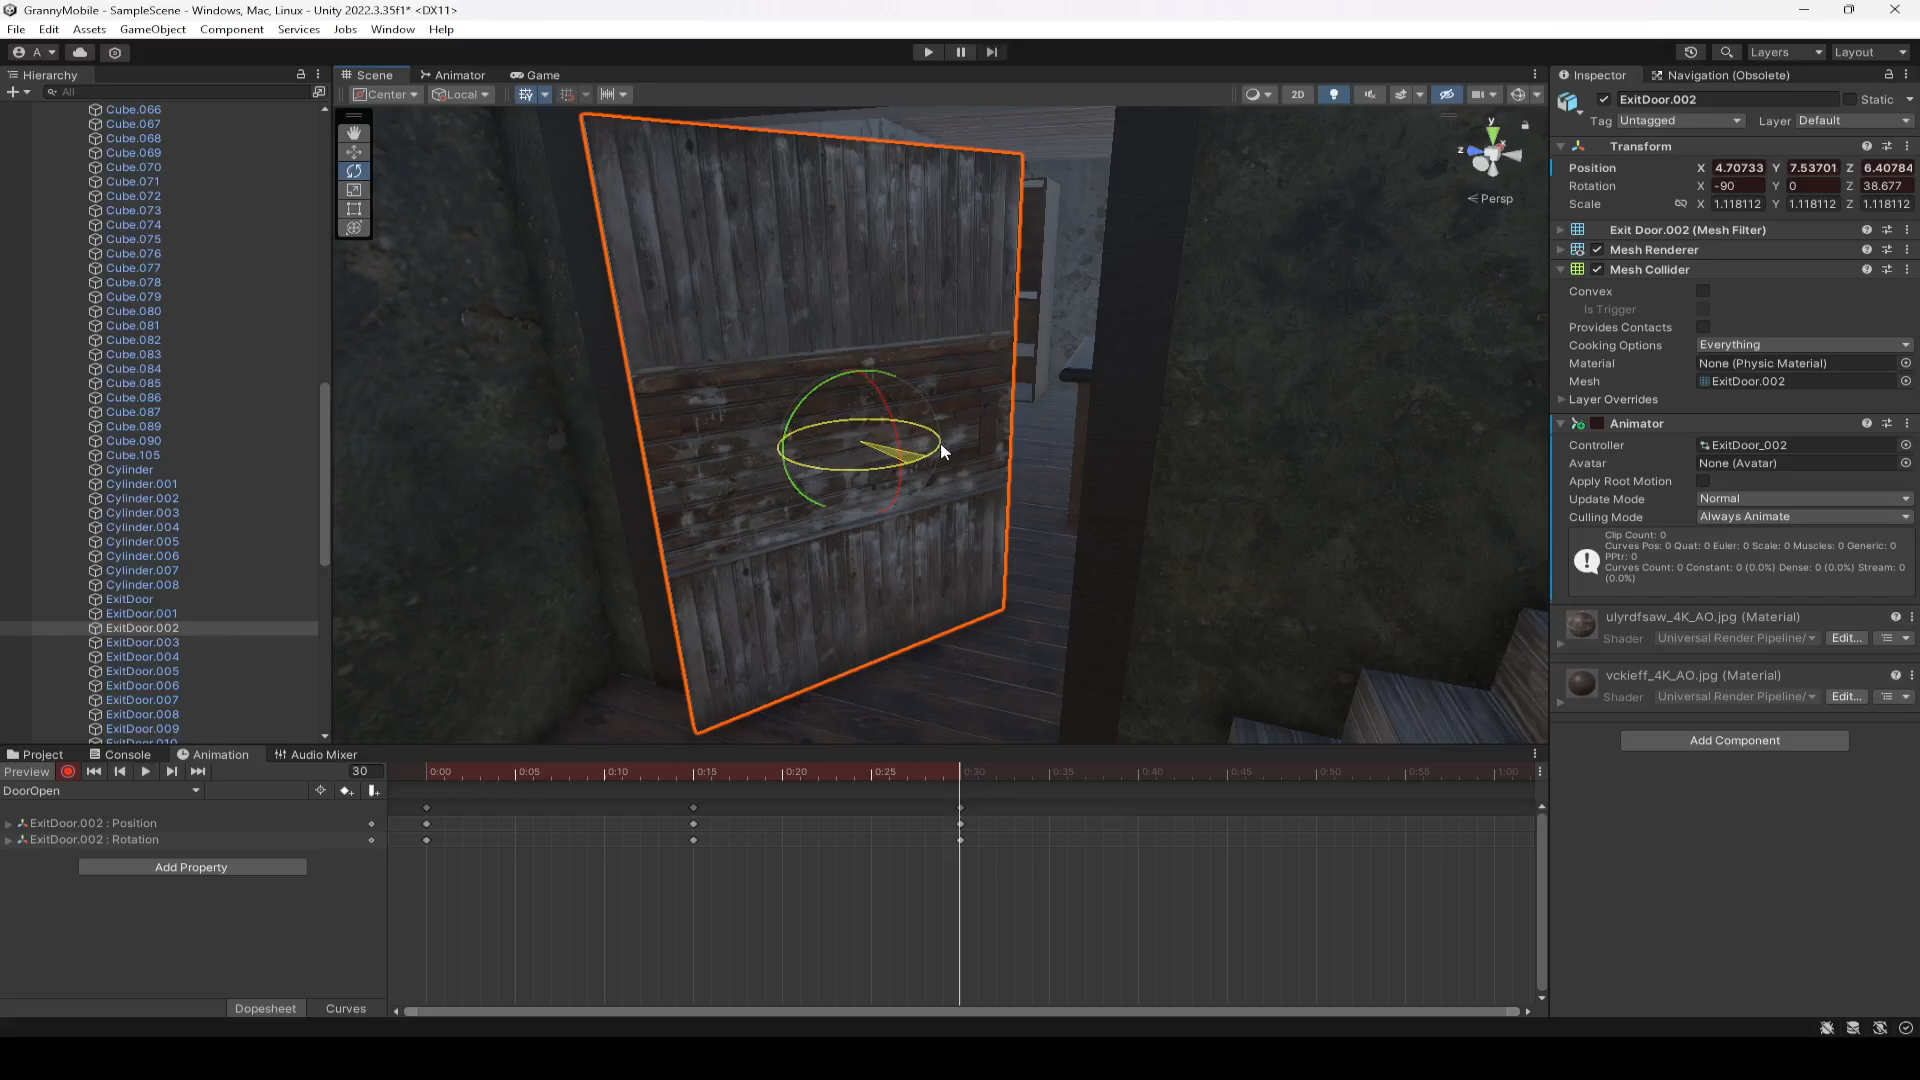 GrannyMobile - SampleScene - Windows, Mac, Linux - Unity 2022.3.35f1* <DX11>
File Edit Assets GameObject Component Services Jobs Window Help
A
Layers Layout
Hierarchy
All
Cube.066
Cube.067
Cube.068
Cube.069
Cube.070
Cube.071
Cube.072
Cube.073
Cube.074
Cube.075
Cube.076
Cube.077
Cube.078
Cube.079
Cube.080
Cube.081
Cube.082
Cube.083
Cube.084
Cube.085
Cube.086
Cube.087
Cube.089
Cube.090
Cube.105
Cylinder
Cylinder.001
Cylinder.002
Cylinder.003
Cylinder.004
Cylinder.005
Cylinder.006
Cylinder.007
Cylinder.008
ExitDoor
ExitDoor.001
ExitDoor.002
ExitDoor.003
ExitDoor.004
ExitDoor.005
ExitDoor.006
ExitDoor.007
ExitDoor.008
ExitDoor.009
ExitDoor.010
Scene Animator Game
Center Local 2D
y
z x
Persp
Inspector Navigation (Obsolete)
ExitDoor.002 Static
Tag Untagged Layer Default
Transform
Position X 4.70733 Y 7.53701 Z 6.40784
Rotation X -90 Y 0 Z 38.677
Scale X 1.118112 Y 1.118112 Z 1.118112
Exit Door.002 (Mesh Filter)
Mesh Renderer
Mesh Collider
Convex
Is Trigger
Provides Contacts
Cooking Options Everything
Material None (Physic Material)
Mesh ExitDoor.002
Layer Overrides
Animator
Controller ExitDoor_002
Avatar None (Avatar)
Apply Root Motion
Update Mode Normal
Culling Mode Always Animate
Clip Count: 0
Curves Pos: 0 Quat: 0 Euler: 0 Scale: 0 Muscles: 0 Generic: 0
PPtr: 0
Curves Count: 0 Constant: 0 (0.0%) Dense: 0 (0.0%) Stream: 0
(0.0%)
ulyrdfsaw_4K_AO.jpg (Material)
Shader Universal Render Pipeline/ Edit...
vckieff_4K_AO.jpg (Material)
Shader Universal Render Pipeline/ Edit...
Add Component
Project Console Animation Audio Mixer
Preview 30 0:00 0:05 0:10 0:15 0:20 0:25 0:30 0:35 0:40 0:45 0:50 0:55 1:00
DoorOpen
ExitDoor.002 : Position
ExitDoor.002 : Rotation
Add Property
Dopesheet Curves